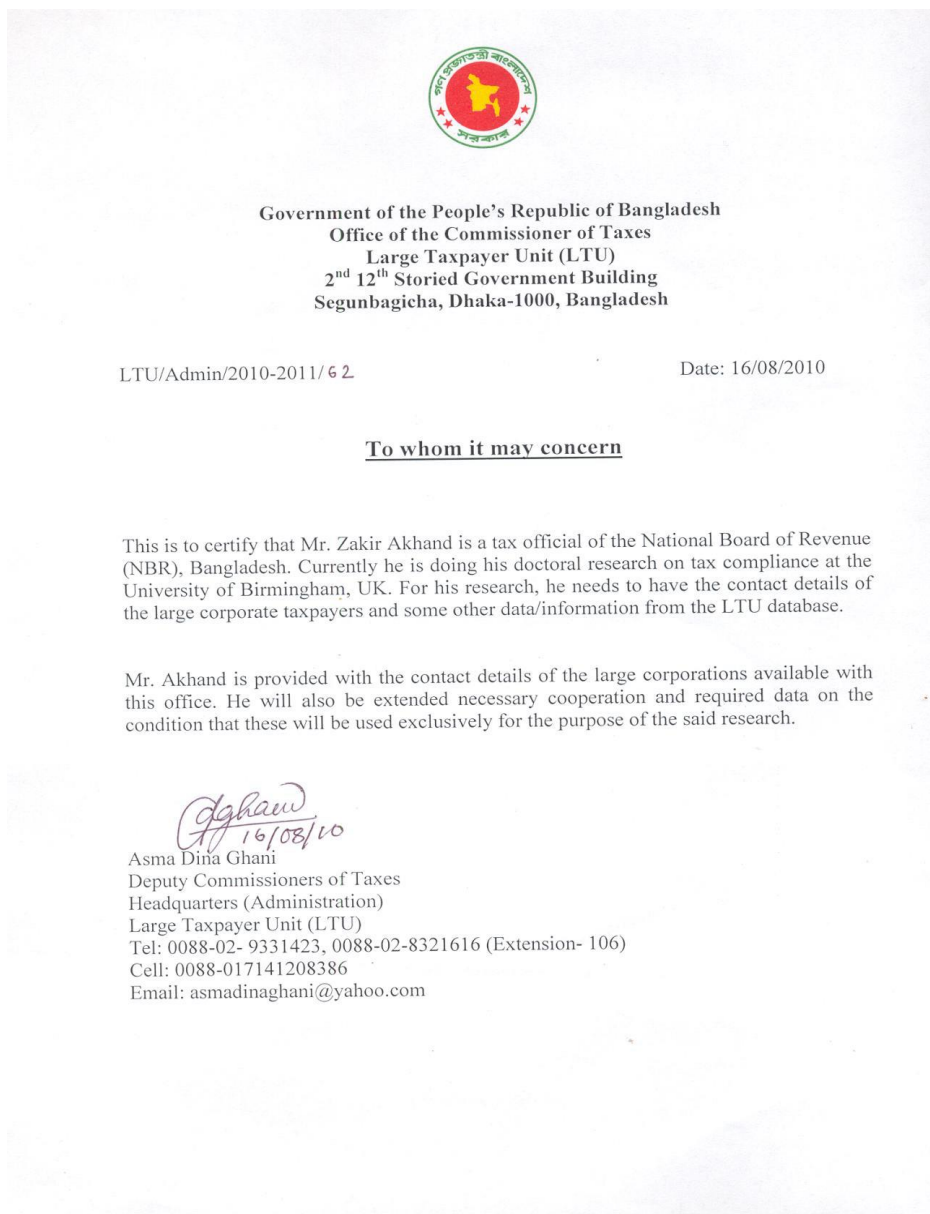 গণপ্রজাতন্ত্রী বাংলাদেশ
সরকার
Government of the People's Republic of Bangladesh
Office of the Commissioner of Taxes
Large Taxpayer Unit (LTU)
2nd 12th Storied Government Building
Segunbagicha, Dhaka-1000, Bangladesh
LTU/Admin/2010-2011/62
Date: 16/08/2010
To whom it may concern
This is to certify that Mr. Zakir Akhand is a tax official of the National Board of Revenue
(NBR), Bangladesh. Currently he is doing his doctoral research on tax compliance at the
University of Birmingham, UK. For his research, he needs to have the contact details of
the large corporate taxpayers and some other data/information from the LTU database.
Mr. Akhand is provided with the contact details of the large corporations available with
this office. He will also be extended necessary cooperation and required data on the
condition that these will be used exclusively for the purpose of the said research.
16/08/10
Asma Dina Ghani
Deputy Commissioners of Taxes
Headquarters (Administration)
Large Taxpayer Unit (LTU)
Tel: 0088-02- 9331423, 0088-02-8321616 (Extension- 106)
Cell: 0088-017141208386
Email: asmadinaghani@yahoo.com